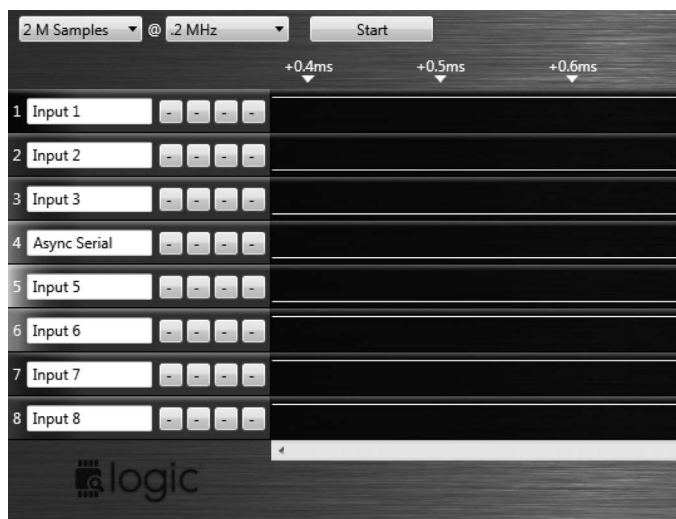 2 M Samples @ .2 MHz Start
+0.4ms +0.5ms +0.6ms
1 Input 1 - - - -
2 Input 2 - - - -
3 Input 3 - - - -
4 Async Serial - - - -
5 Input 5 - - - -
6 Input 6 - - - -
7 Input 7 - - - -
8 Input 8 - - - -
logic